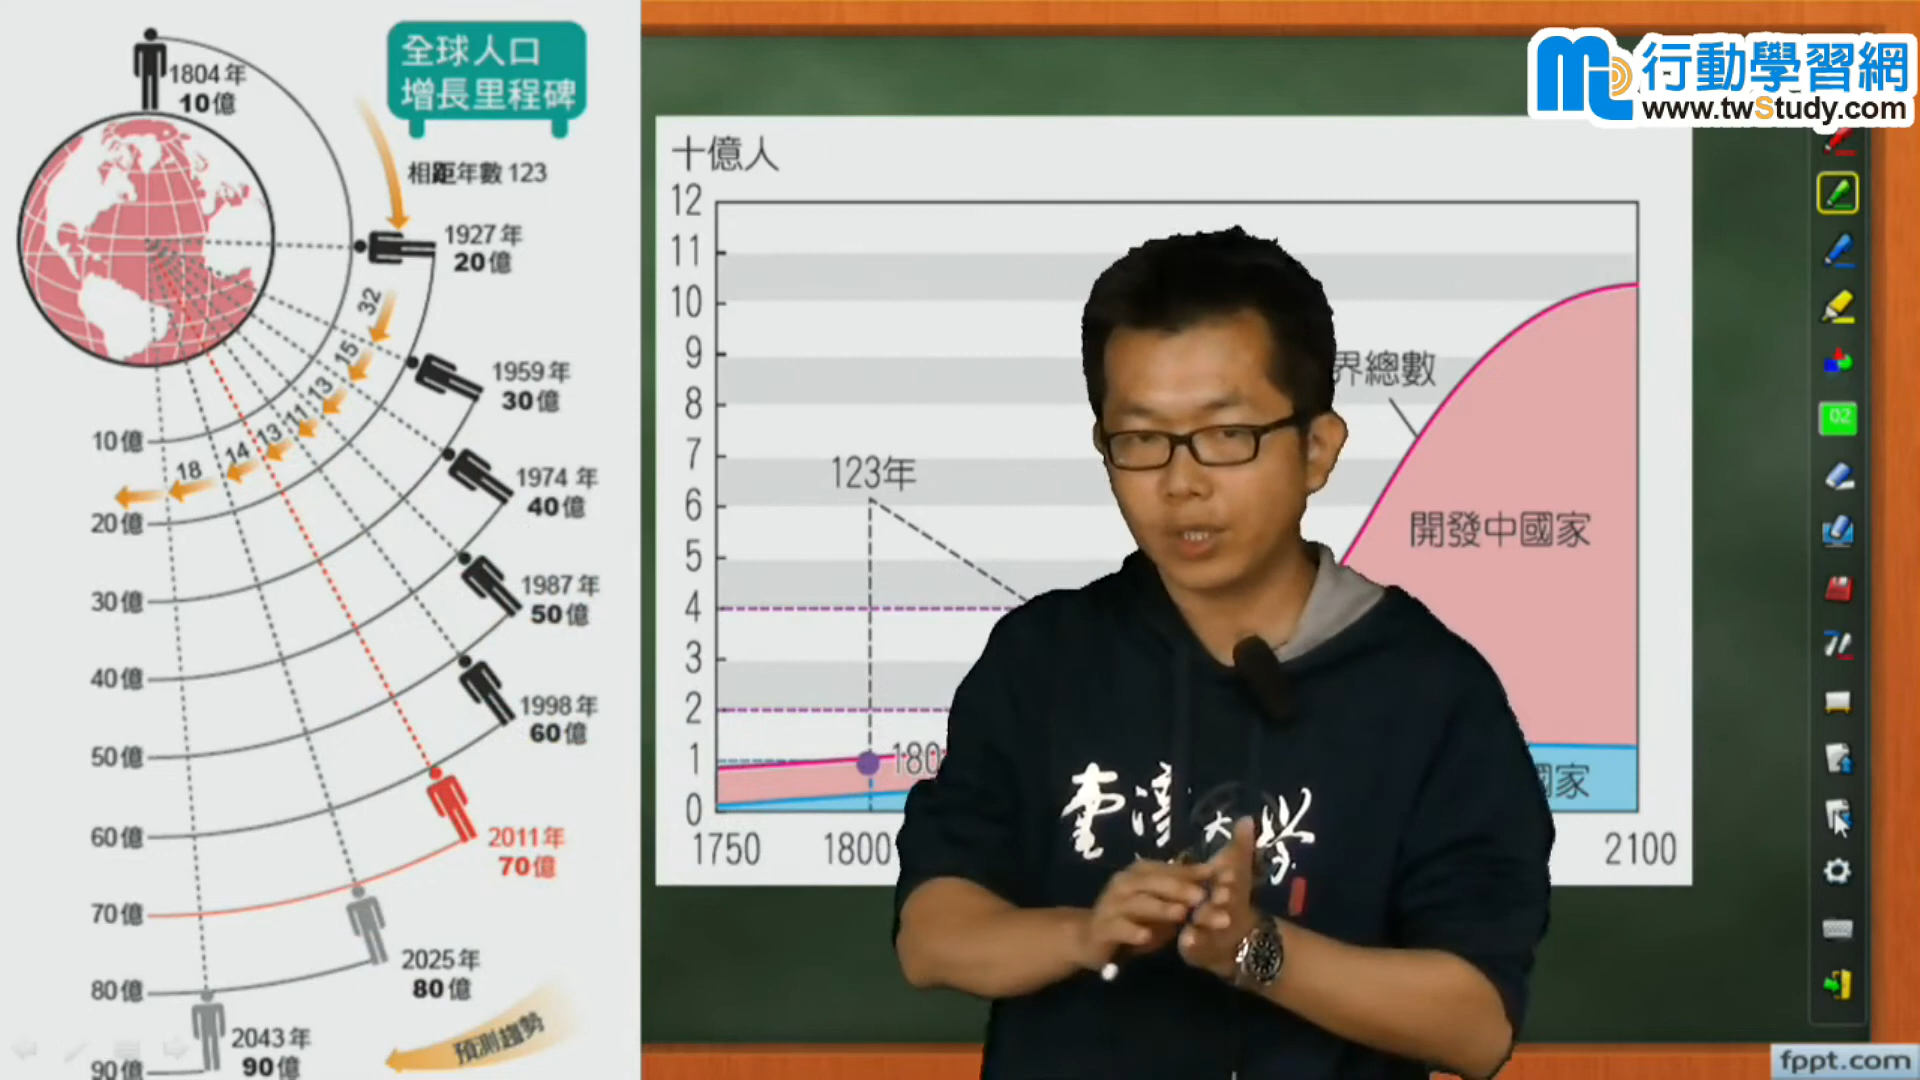 全球人口
增長里程碑
1804年
10億
相距年數 123
1927年
20億
32
15
13
11
13
14
18
1959年
30億
1974年
40億
1987年
50億
1998年
60億
2011年
70億
2025年
80億
2043年
90億
預測趨勢
10億
20億
30億
40億
50億
60億
70億
80億
90億
十億人
12
11
10
9
8
7
6
5
4
3
2
1
0
123年
180
界總數
開發中國家
國家
1750
1800
2100
臺灣大學
行動學習網
www.twStudy.com
02
fppt.com